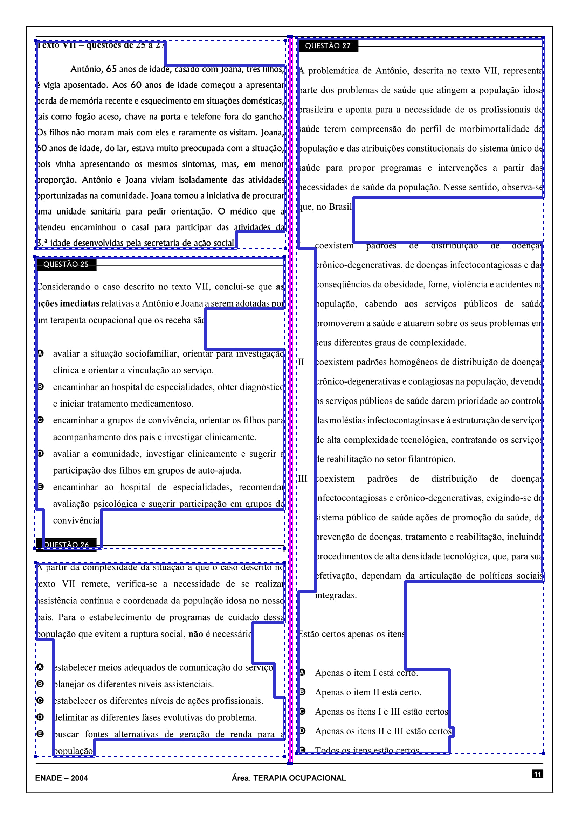 Texto VII – questões de 25 a 27
Antônio, 65 anos de idade, casado com Joana, três filhos,
é vigia aposentado. Aos 60 anos de idade começou a apresentar
perda de memória recente e esquecimento em situações domésticas,
tais como fogão aceso, chave na porta e telefone fora do gancho.
Os filhos não moram mais com eles e raramente os visitam. Joana,
60 anos de idade, do lar, estava muito preocupada com a situação,
pois vinha apresentando os mesmos sintomas, mas, em menor
proporção. Antônio e Joana viviam isoladamente das atividades
oportunizadas na comunidade. Joana tomou a iniciativa de procurar
uma unidade sanitária para pedir orientação. O médico que a
atendeu encaminhou o casal para participar das atividades da
3.ª idade desenvolvidas pela secretaria de ação social.
QUESTÃO 25
Considerando o caso descrito no texto VII, conclui-se que as
ações imediatas relativas a Antônio e Joana a serem adotadas por
um terapeuta ocupacional que os receba são
A avaliar a situação sociofamiliar, orientar para investigação
clínica e orientar a vinculação ao serviço.
B encaminhar ao hospital de especialidades, obter diagnóstico
e iniciar tratamento medicamentoso.
C encaminhar a grupos de convivência, orientar os filhos para
acompanhamento dos pais e investigar clinicamente.
D avaliar a comunidade, investigar clinicamente e sugerir a
participação dos filhos em grupos de auto-ajuda.
E encaminhar ao hospital de especialidades, recomendar
avaliação psicológica e sugerir participação em grupos de
convivência.
QUESTÃO 26
A partir da complexidade da situação a que o caso descrito no
texto VII remete, verifica-se a necessidade de se realizar
assistência contínua e coordenada da população idosa no nosso
país. Para o estabelecimento de programas de cuidado dessa
população que evitem a ruptura social, não é necessário
A estabelecer meios adequados de comunicação do serviço.
B planejar os diferentes níveis assistenciais.
C estabelecer os diferentes níveis de ações profissionais.
D delimitar as diferentes fases evolutivas do problema.
E buscar fontes alternativas de geração de renda para a
população.
QUESTÃO 27
A problemática de Antônio, descrita no texto VII, representa
parte dos problemas de saúde que atingem a população idosa
brasileira e aponta para a necessidade de os profissionais de
saúde terem compreensão do perfil de morbimortalidade da
população e das atribuições constitucionais do sistema único de
saúde para propor programas e intervenções a partir das
necessidades de saúde da população. Nesse sentido, observa-se
que, no Brasil,
coexistem padrões de distribuição de doenças
crônico-degenerativas, de doenças infectocontagiosas e das
conseqüências da obesidade, fome, violência e acidentes na
população, cabendo aos serviços públicos de saúde
promoverem a saúde e atuarem sobre os seus problemas em
seus diferentes graus de complexidade.
II coexistem padrões homogêneos de distribuição de doenças
crônico-degenerativas e contagiosas na população, devendo
os serviços públicos de saúde darem prioridade ao controle
das moléstias infectocontagiosas e à estruturação de serviços
de alta complexidade tecnológica, contratando os serviços
de reabilitação no setor filantrópico.
III coexistem padrões de distribuição de doenças
infectocontagiosas e crônico-degenerativas, exigindo-se do
sistema público de saúde ações de promoção da saúde, de
prevenção de doenças, tratamento e reabilitação, incluindo
procedimentos de alta densidade tecnológica, que, para sua
efetivação, dependam da articulação de políticas sociais
integradas.
Estão certos apenas os itens
A Apenas o item I está certo.
B Apenas o item II está certo.
C Apenas os itens I e III estão certos.
D Apenas os itens II e III estão certos.
E Todos os itens estão certos.
ENADE – 2004
Área: TERAPIA OCUPACIONAL
11